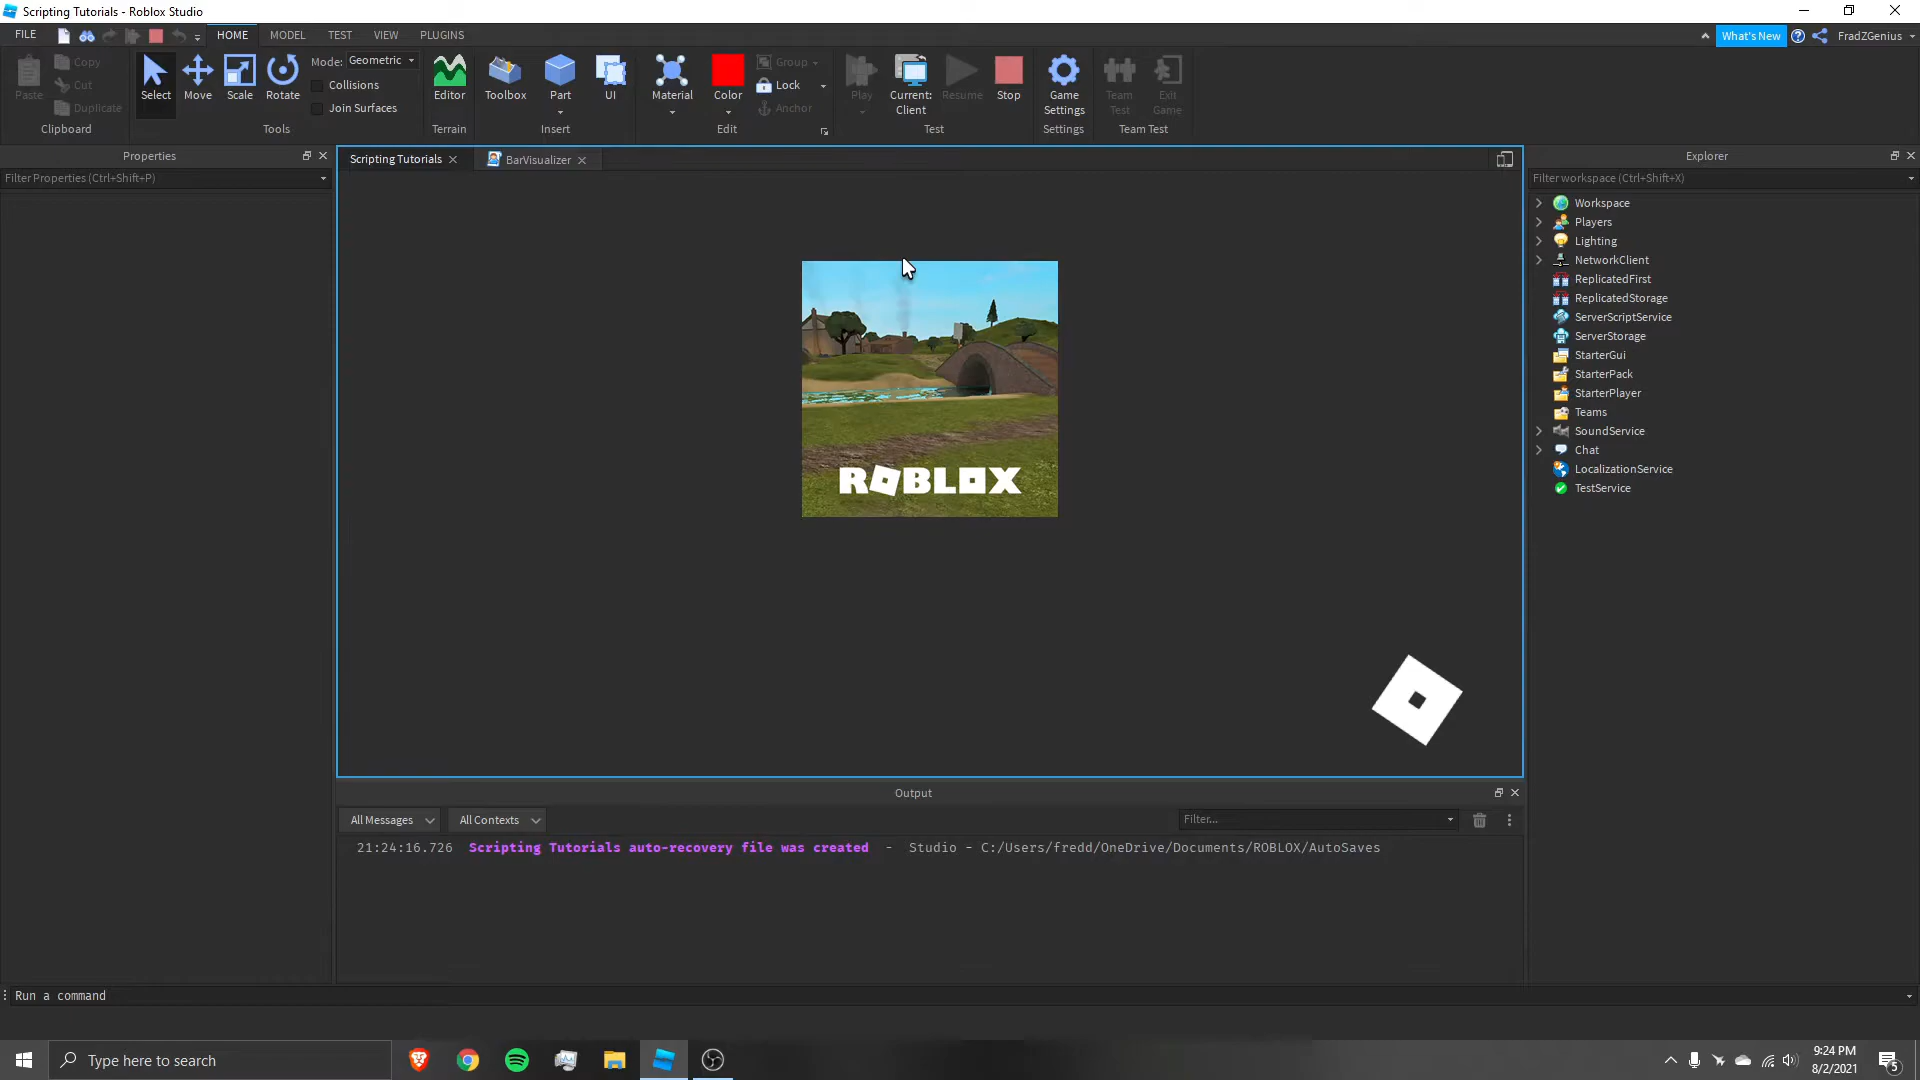 Scripting Tutorials - Roblox Studio
FILE HOME MODEL TEST VIEW PLUGINS What's New FradZGenius
Paste Copy Cut Duplicate
Clipboard
Select Move Scale Rotate
Mode: Geometric
Collisions
Join Surfaces
Tools
Editor
Terrain
Toolbox Part UI
Insert
Material Color
Group
Lock
Anchor
Edit
Play Current: Client Resume Stop
Test
Game Settings
Settings
Team Test Exit Game
Team Test
Properties
Filter Properties (Ctrl+Shift+P)
Scripting Tutorials BarVisualizer
ROBLOX
Explorer
Filter workspace (Ctrl+Shift+X)
Workspace
Players
Lighting
NetworkClient
ReplicatedFirst
ReplicatedStorage
ServerScriptService
ServerStorage
StarterGui
StarterPack
StarterPlayer
Teams
SoundService
Chat
LocalizationService
TestService
Output
All Messages All Contexts Filter...
21:24:16.726 Scripting Tutorials auto-recovery file was created - Studio - C:/Users/fredd/OneDrive/Documents/ROBLOX/AutoSaves
Run a command
Type here to search
9:24 PM
8/2/2021
5